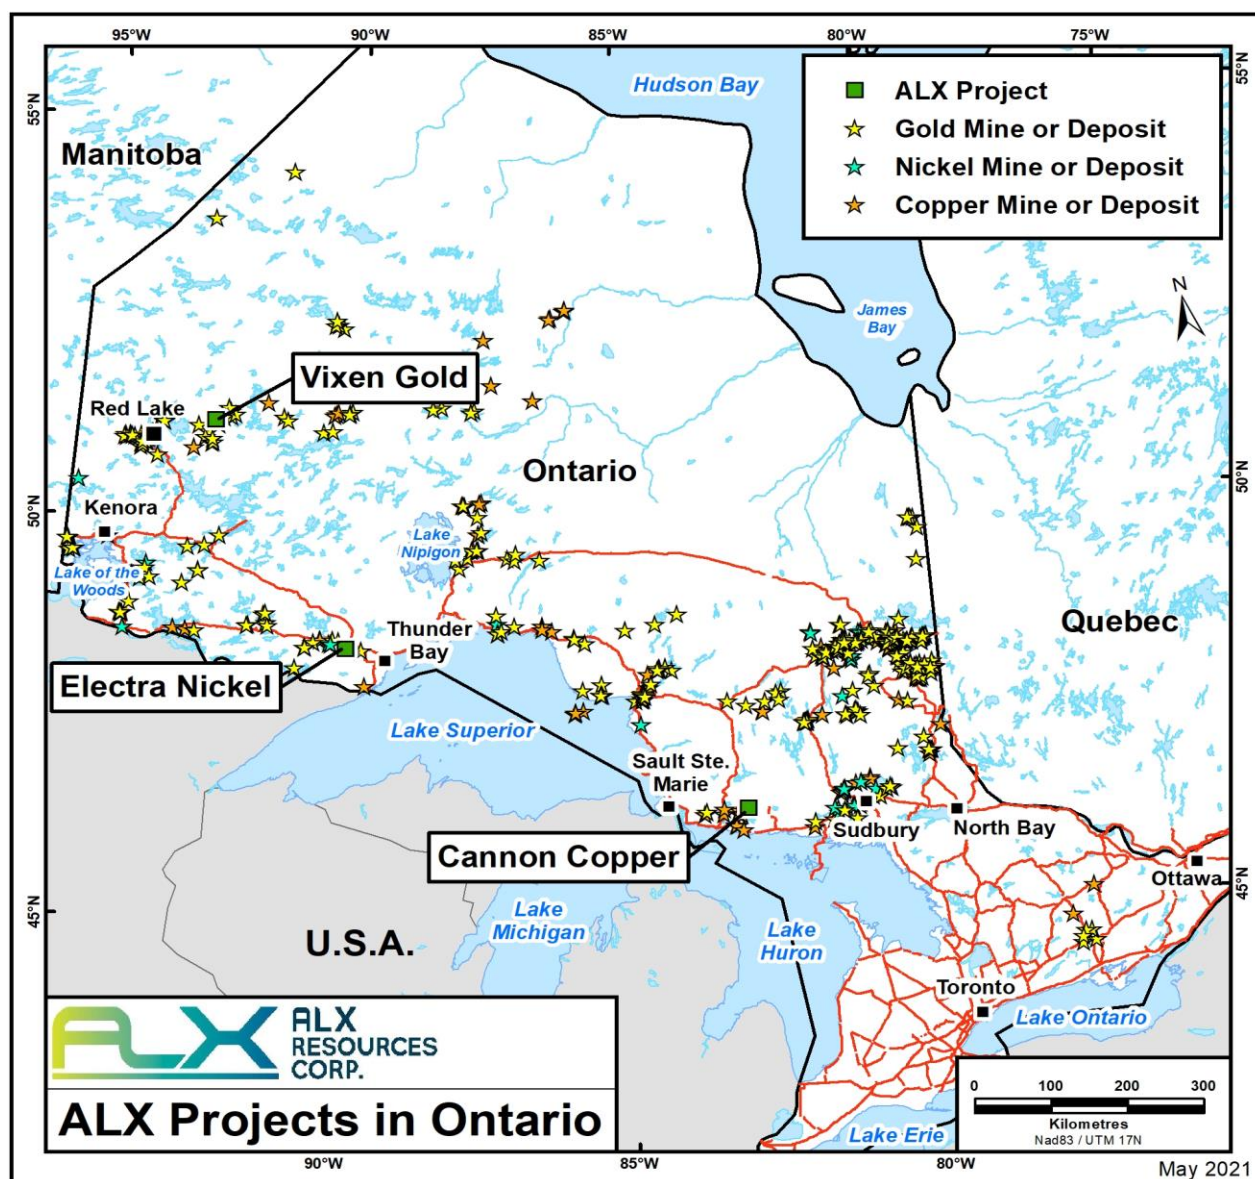 95°W
90°W
85°W
80°W
75°W
55°N
55°N
Hudson Bay
ALX Project
Gold Mine or Deposit
Nickel Mine or Deposit
Copper Mine or Deposit
Manitoba
N
James
Bay
Vixen Gold
Red Lake
Ontario
50°N
50°N
Kenora
Lake
Nipigon
Lake of the
Woods
Quebec
Thunder
Bay
Electra Nickel
Lake Superior
Sault Ste.
Marie
Sudbury
North Bay
Cannon Copper
Ottawa
45°N
45°N
Lake
Michigan
Lake
Huron
U.S.A.
Toronto
Lake Ontario
ALX
ALX
RESOURCES
CORP.
ALX Projects in Ontario
0 100 200 300
Kilometres
Nad83 / UTM 17N
Lake Erie
90°W
85°W
80°W
May 2021